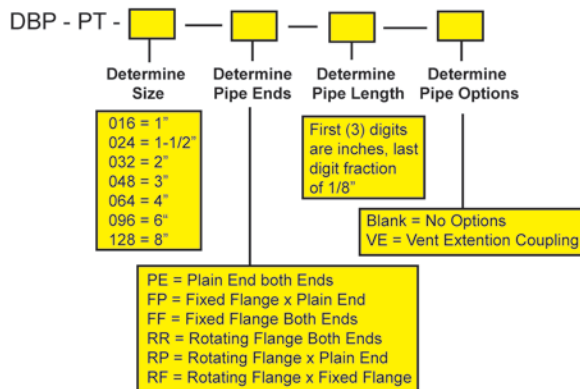 DBP - PT -
Determine Size
Determine Pipe Ends
Determine Pipe Length
Determine Pipe Options
016 = 1”
024 = 1-1/2”
032 = 2”
048 = 3”
064 = 4”
096 = 6“
128 = 8”
First (3) digits
are inches, last
digit fraction
of 1/8”
Blank = No Options
VE = Vent Extention Coupling
PE = Plain End both Ends
FP = Fixed Flange x Plain End
FF = Fixed Flange Both Ends
RR = Rotating Flange Both Ends
RP = Rotating Flange x Plain End
RF = Rotating Flange x Fixed Flange